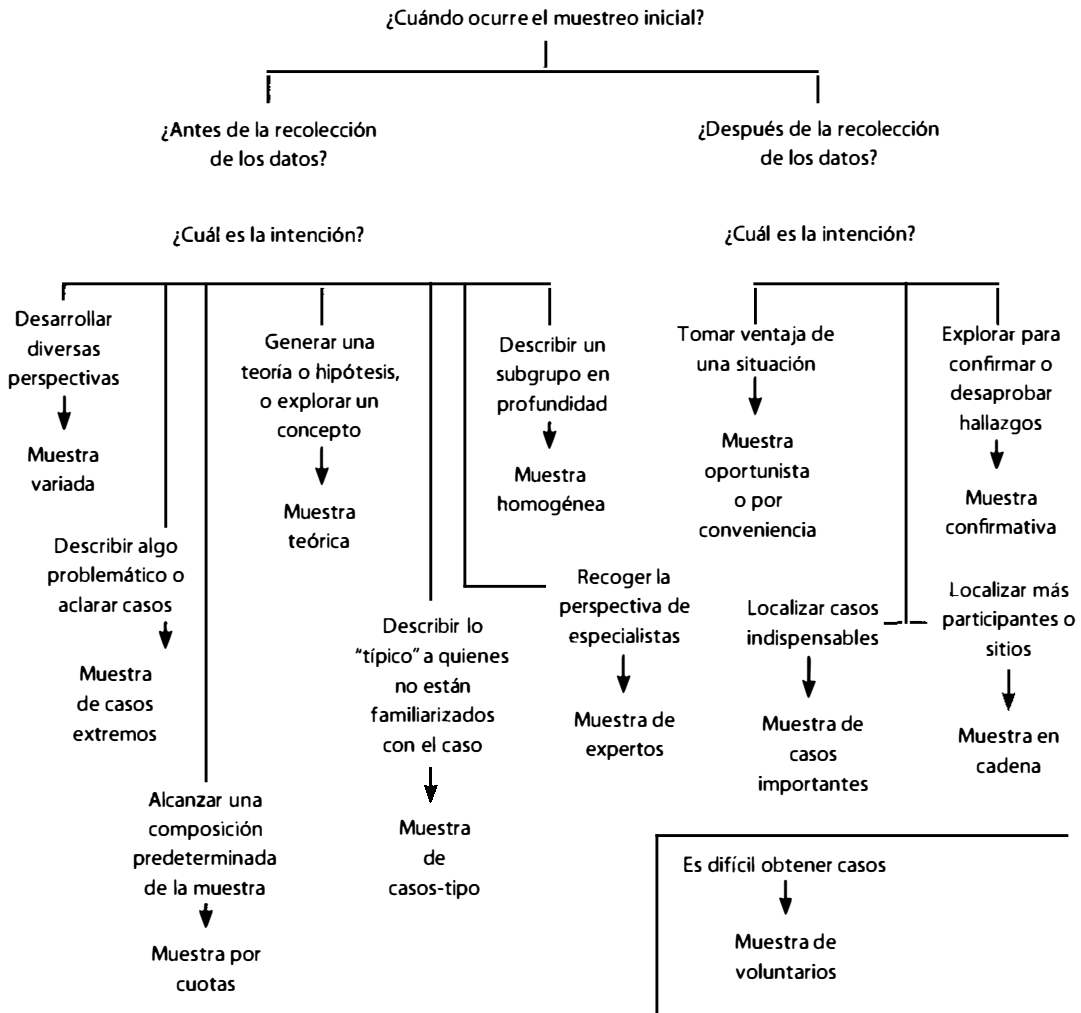 ¿Cuándo ocurre el muestreo inicial?
¿Antes de la recolección
de los datos?
¿Después de la recolección
de los datos?
¿Cuál es la intención?
¿Cuál es la intención?
Desarrollar
diversas
perspectivas
Muestra
variada
Generar una
teoría o hipótesis,
o explorar un
concepto
Muestra
teórica
Describir un
subgrupo en
profundidad
Muestra
homogénea
Tomar ventaja de
una situación
Muestra
oportunista
o por
conveniencia
Explorar para
confirmar o
desaprobar
hallazgos
Muestra
confirmativa
Describir algo
problemático o
aclarar casos
Muestra
de casos
extremos
Describir lo
“típico” a quienes
no están
familiarizados
con el caso
Muestra
de
casos-tipo
Recoger la
perspectiva de
especialistas
Muestra de
expertos
Localizar casos
indispensables
Muestra de
casos
importantes
Localizar más
participantes o
sitios
Muestra en
cadena
Alcanzar una
composición
predeterminada
de la muestra
Muestra por
cuotas
Es difícil obtener casos
Muestra de
voluntarios